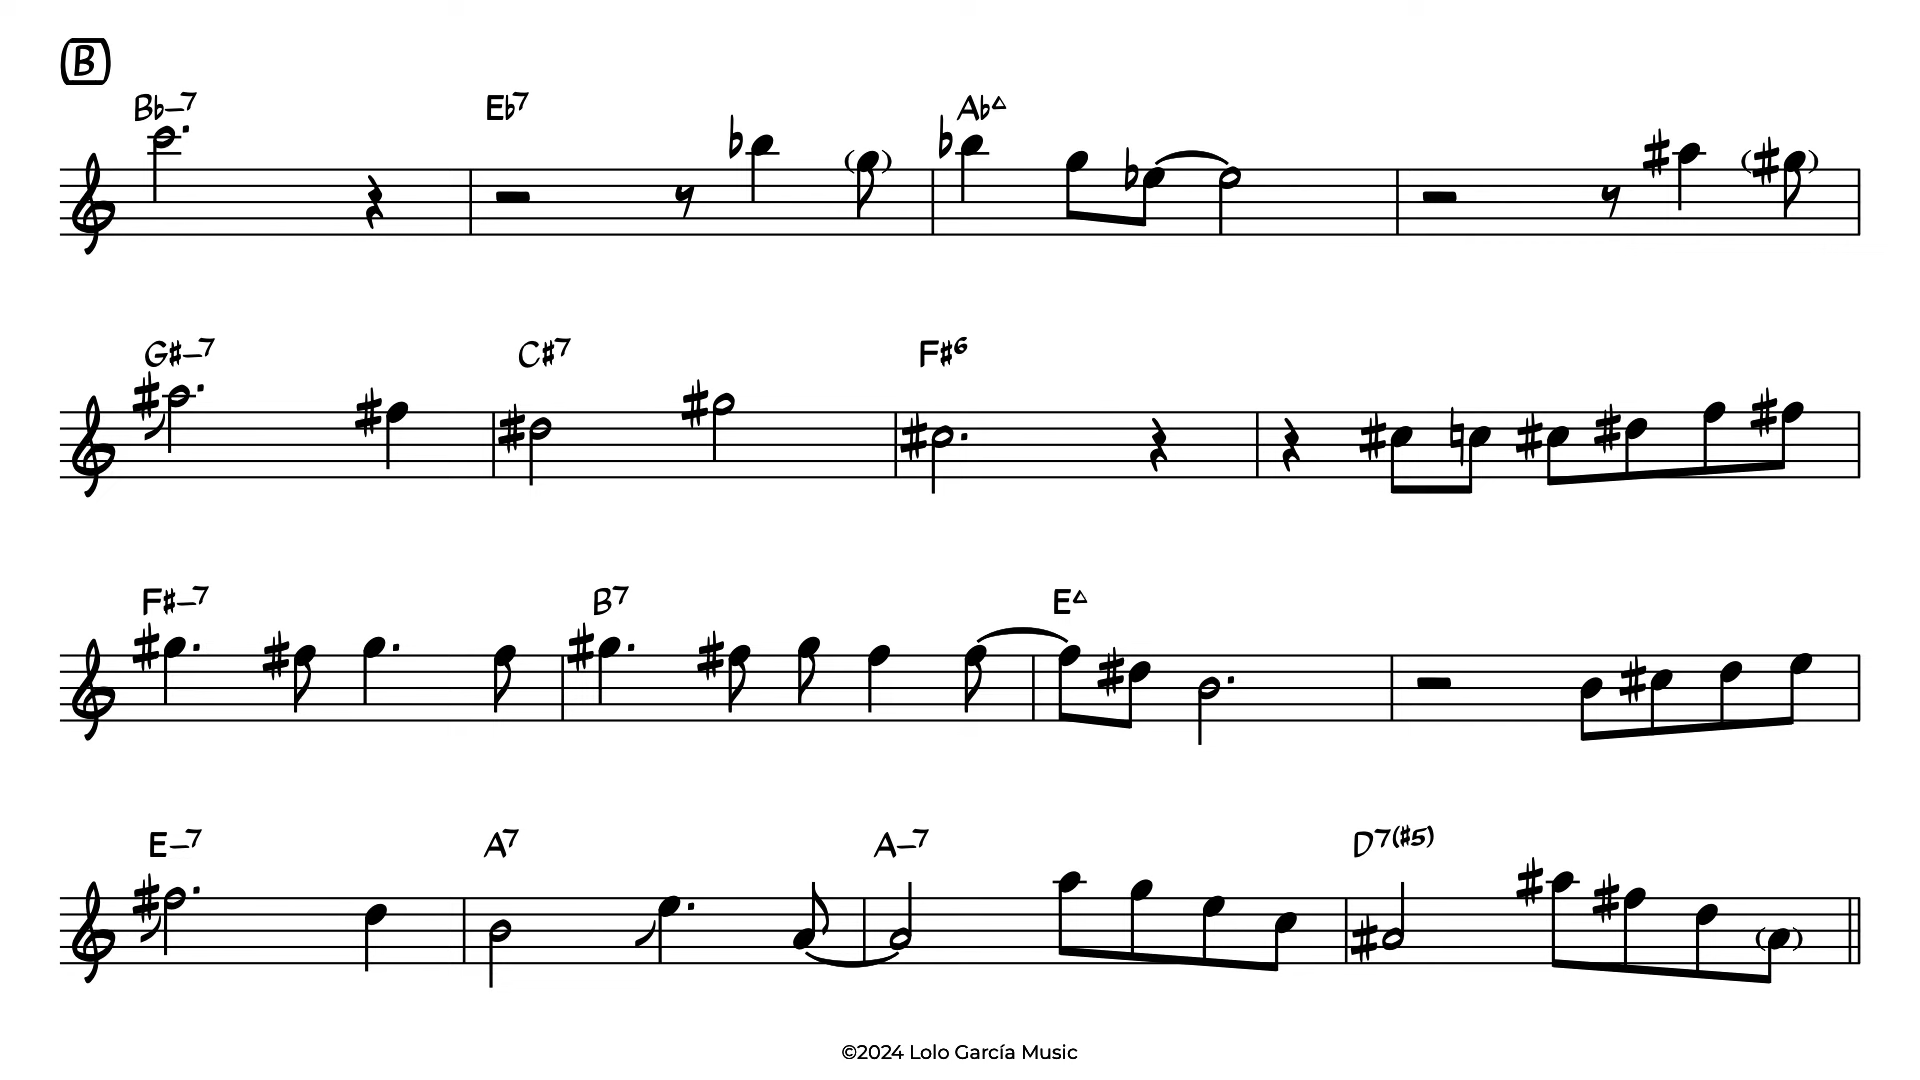 B
Bb–7 Eb7 Ab△
G#–7 C#7 F#6
F#–7 B7 E△
E–7 A7 A–7 D7(#5)
©2024 Lolo García Music